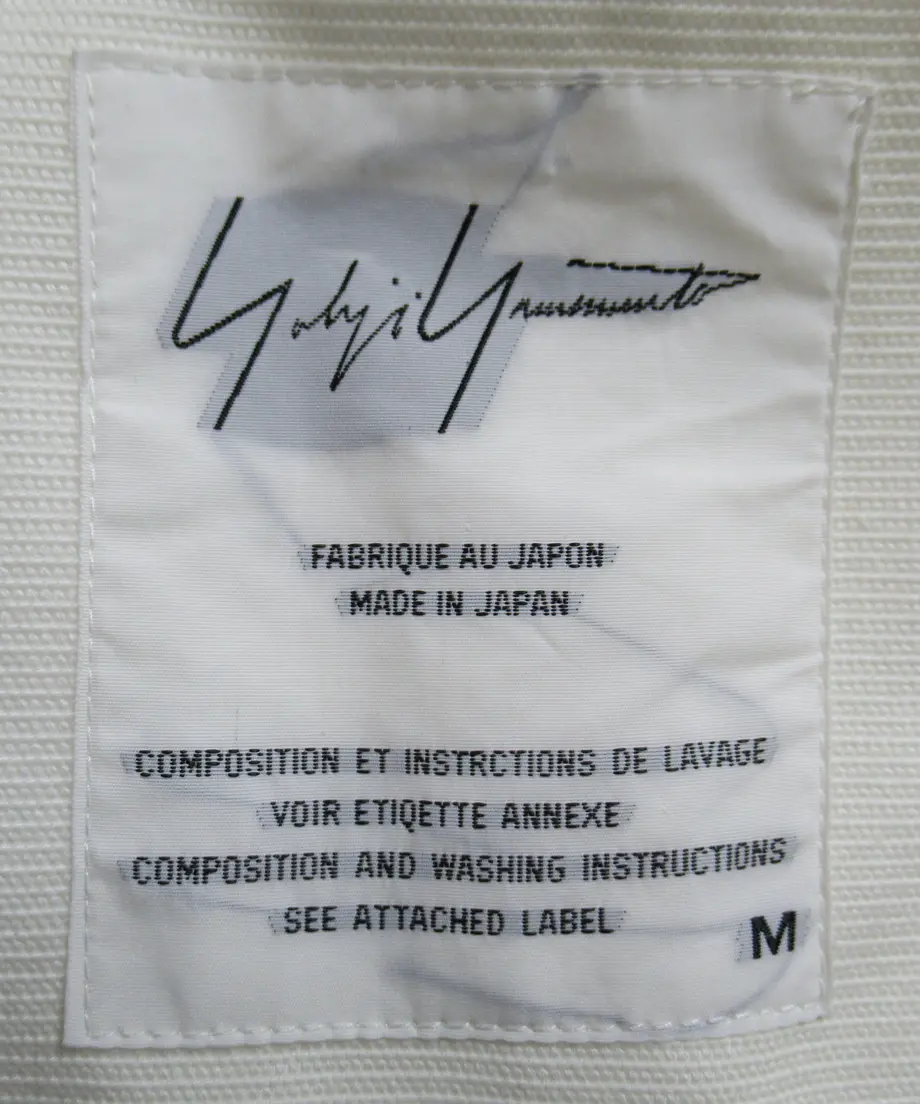 Yohji Yamamoto
FABRIQUE AU JAPON
MADE IN JAPAN
COMPOSITION ET INSTRCTIONS DE LAVAGE
VOIR ETIQETTE ANNEXE
COMPOSITION AND WASHING INSTRUCTIONS
SEE ATTACHED LABEL
M